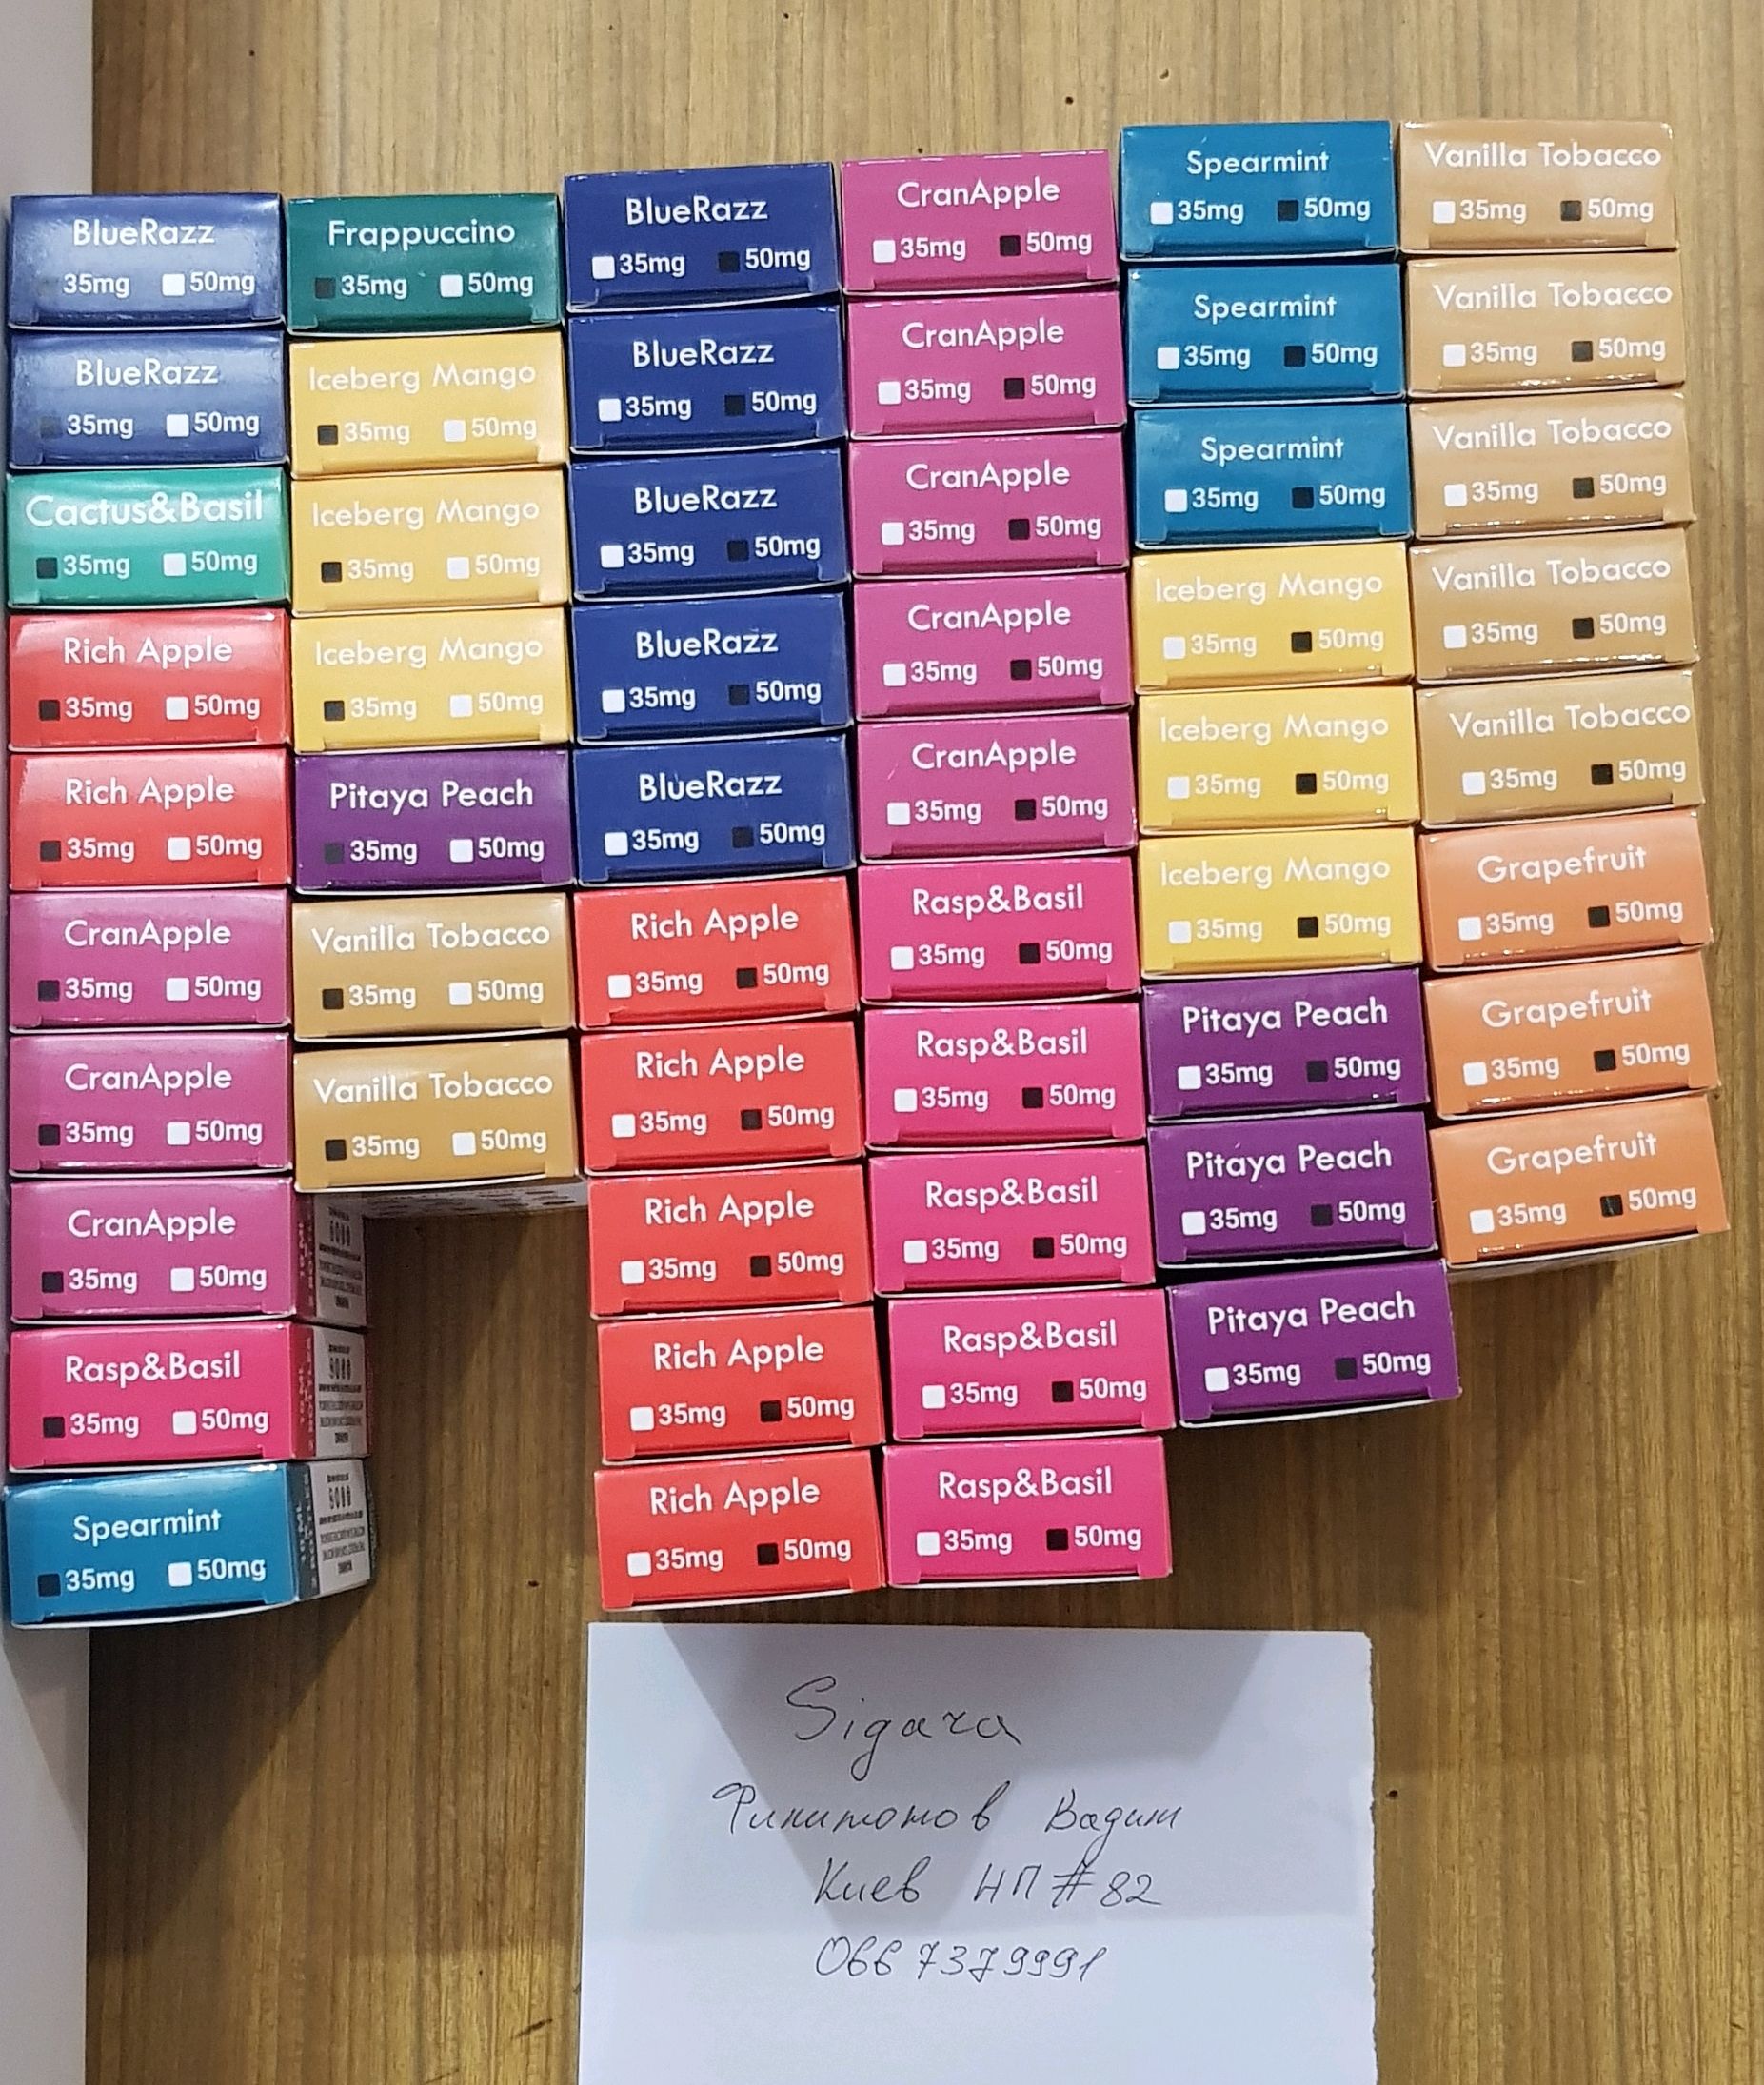 BlueRazz
35mg 50mg
BlueRazz
35mg 50mg
Cactus&Basil
35mg 50mg
Rich Apple
35mg 50mg
Rich Apple
35mg 50mg
CranApple
35mg 50mg
CranApple
35mg 50mg
CranApple
35mg 50mg
Rasp&Basil
35mg 50mg
Spearmint
35mg 50mg
Frappuccino
35mg 50mg
Iceberg Mango
35mg 50mg
Iceberg Mango
35mg 50mg
Iceberg Mango
35mg 50mg
Pitaya Peach
35mg 50mg
Vanilla Tobacco
35mg 50mg
Vanilla Tobacco
35mg 50mg
BlueRazz
35mg 50mg
BlueRazz
35mg 50mg
BlueRazz
35mg 50mg
BlueRazz
35mg 50mg
BlueRazz
35mg 50mg
Rich Apple
35mg 50mg
Rich Apple
35mg 50mg
Rich Apple
35mg 50mg
Rich Apple
35mg 50mg
Rich Apple
35mg 50mg
CranApple
35mg 50mg
CranApple
35mg 50mg
CranApple
35mg 50mg
CranApple
35mg 50mg
CranApple
35mg 50mg
Rasp&Basil
35mg 50mg
Rasp&Basil
35mg 50mg
Rasp&Basil
35mg 50mg
Rasp&Basil
35mg 50mg
Rasp&Basil
35mg 50mg
Spearmint
35mg 50mg
Spearmint
35mg 50mg
Spearmint
35mg 50mg
Iceberg Mango
35mg 50mg
Iceberg Mango
35mg 50mg
Iceberg Mango
35mg 50mg
Pitaya Peach
35mg 50mg
Pitaya Peach
35mg 50mg
Pitaya Peach
35mg 50mg
Vanilla Tobacco
35mg 50mg
Vanilla Tobacco
35mg 50mg
Vanilla Tobacco
35mg 50mg
Vanilla Tobacco
35mg 50mg
Vanilla Tobacco
35mg 50mg
Grapefruit
35mg 50mg
Grapefruit
35mg 50mg
Grapefruit
35mg 50mg
Sigara
Вадим
Киев НП #82
066 7379991